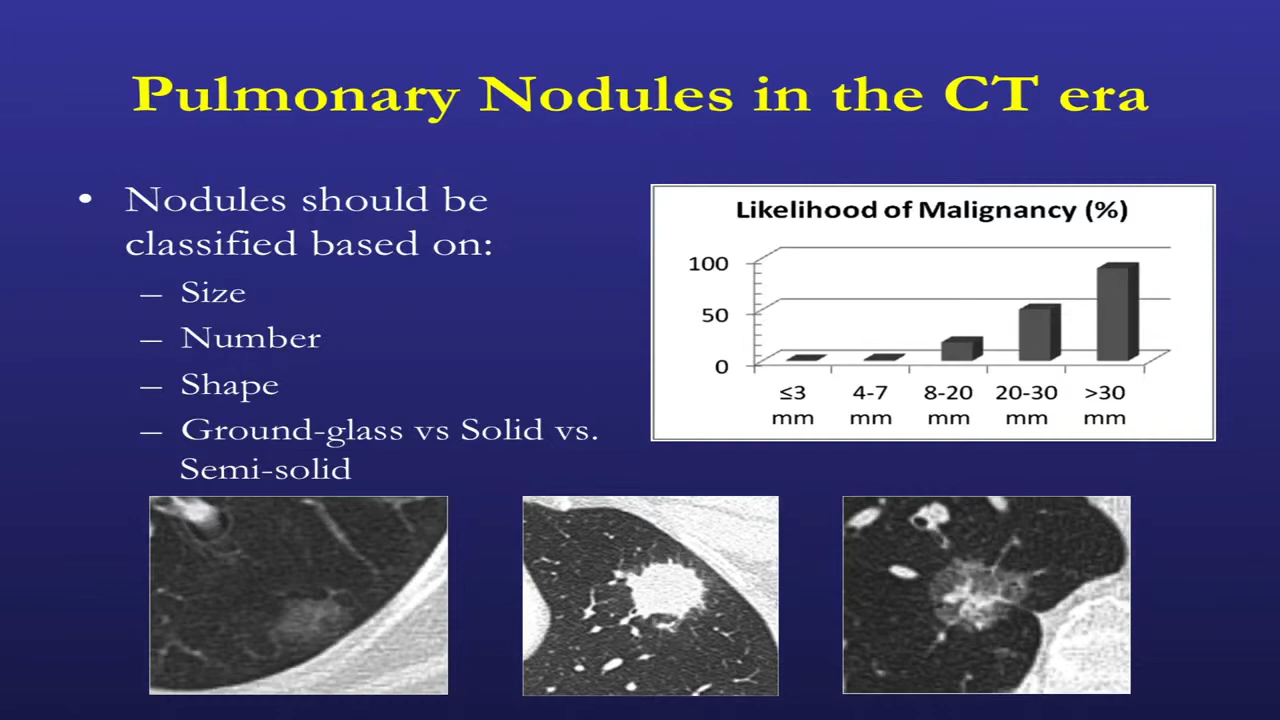 Pulmonary Nodules in the CT era
• Nodules should be
classified based on:
– Size
– Number
– Shape
– Ground-glass vs Solid vs.
Semi-solid
Likelihood of Malignancy (%)
100
50
0
≤3 4-7 8-20 20-30 >30
mm mm mm mm mm